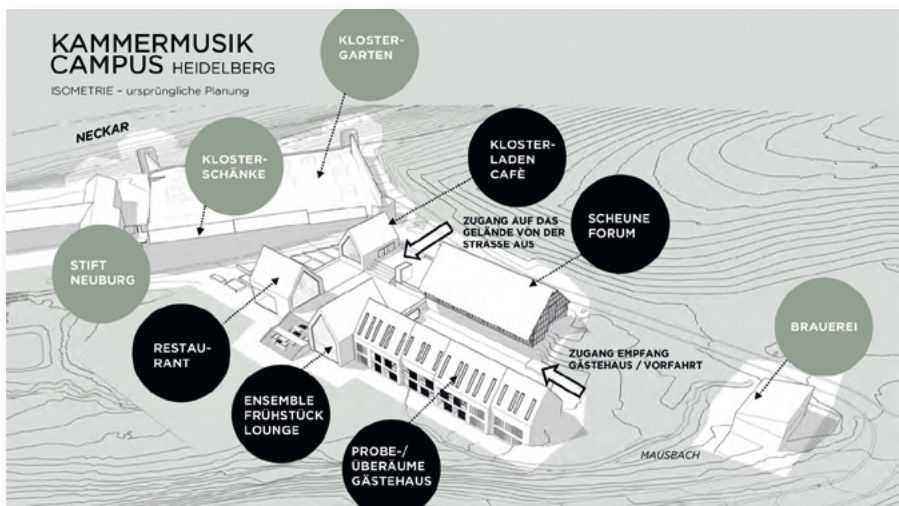 KAMMERMUSIK
CAMPUS HEIDELBERG
ISOMETRIE – ursprüngliche Planung
KLOSTER-
GARTEN
NECKAR
KLOSTER-
SCHÄNKE
KLOSTER-
LADEN
CAFÈ
ZUGANG AUF DAS
GELÄNDE VON DER
STRASSE AUS
SCHEUNE
FORUM
STIFT
NEUBURG
BRAUEREI
RESTAU-
RANT
ZUGANG EMPFANG
GÄSTEHAUS / VORFAHRT
ENSEMBLE
FRÜHSTÜCK
LOUNGE
PROBE-/
ÜBERÄUME
GÄSTEHAUS
MAUSBACH